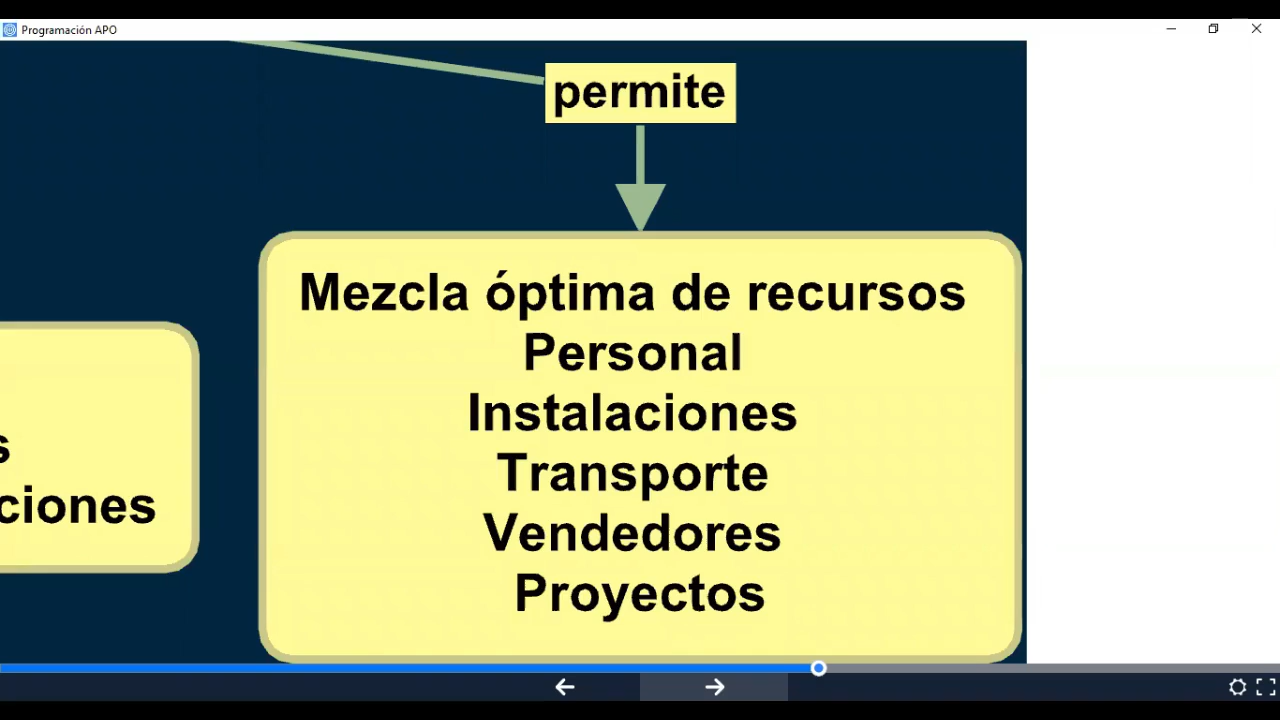 Programación APO
permite
Mezcla óptima de recursos
Personal
Instalaciones
Transporte
Vendedores
Proyectos
s
ciones